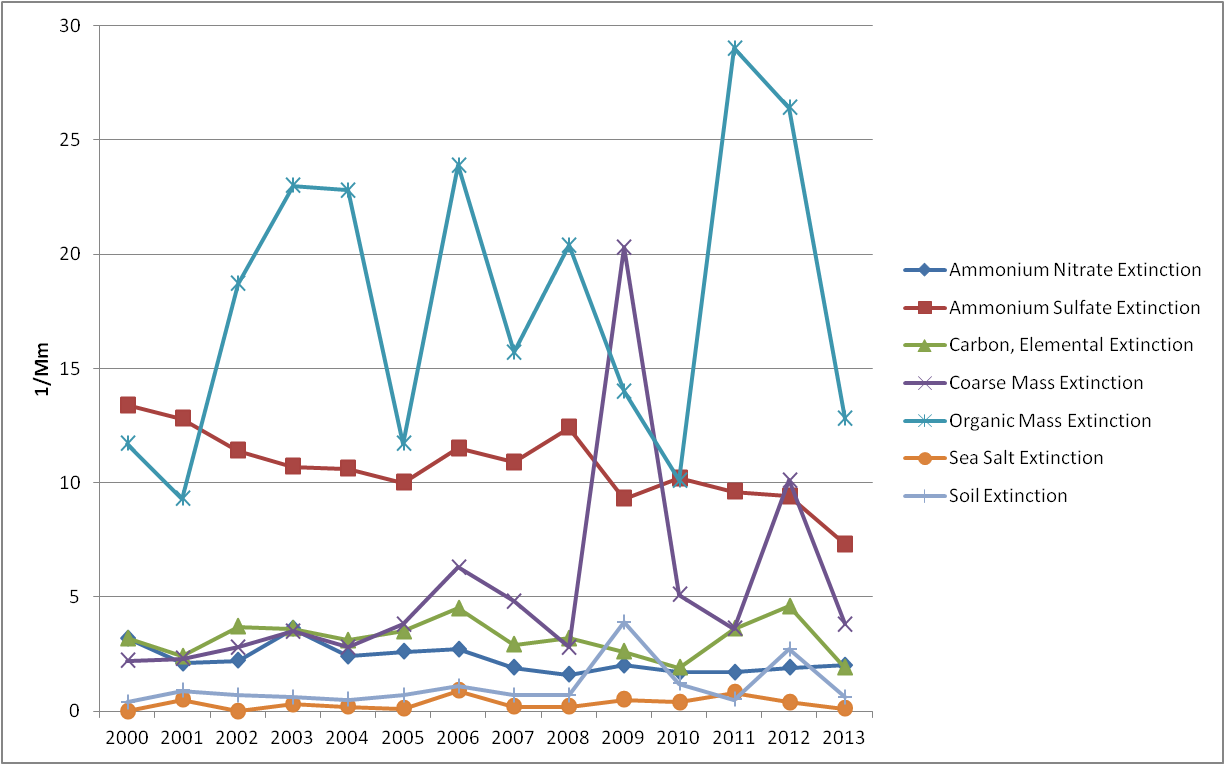 30
25
20
15
10
5
0
1/Mm
2000 2001 2002 2003 2004 2005 2006 2007 2008 2009 2010 2011 2012 2013
Ammonium Nitrate Extinction
Ammonium Sulfate Extinction
Carbon, Elemental Extinction
Coarse Mass Extinction
Organic Mass Extinction
Sea Salt Extinction
Soil Extinction